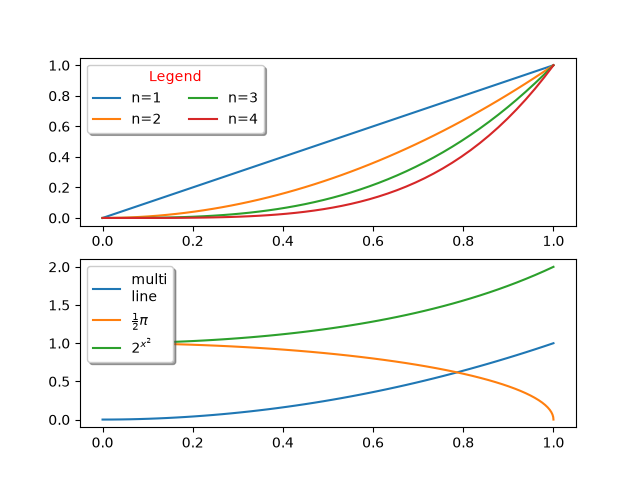 Legend
n=1 n=3
n=2 n=4
1.0
0.8
0.6
0.4
0.2
0.0
0.0 0.2 0.4 0.6 0.8 1.0
2.0
1.5
1.0
0.5
0.0
multi
line
½π
2^{x²}
0.0 0.2 0.4 0.6 0.8 1.0